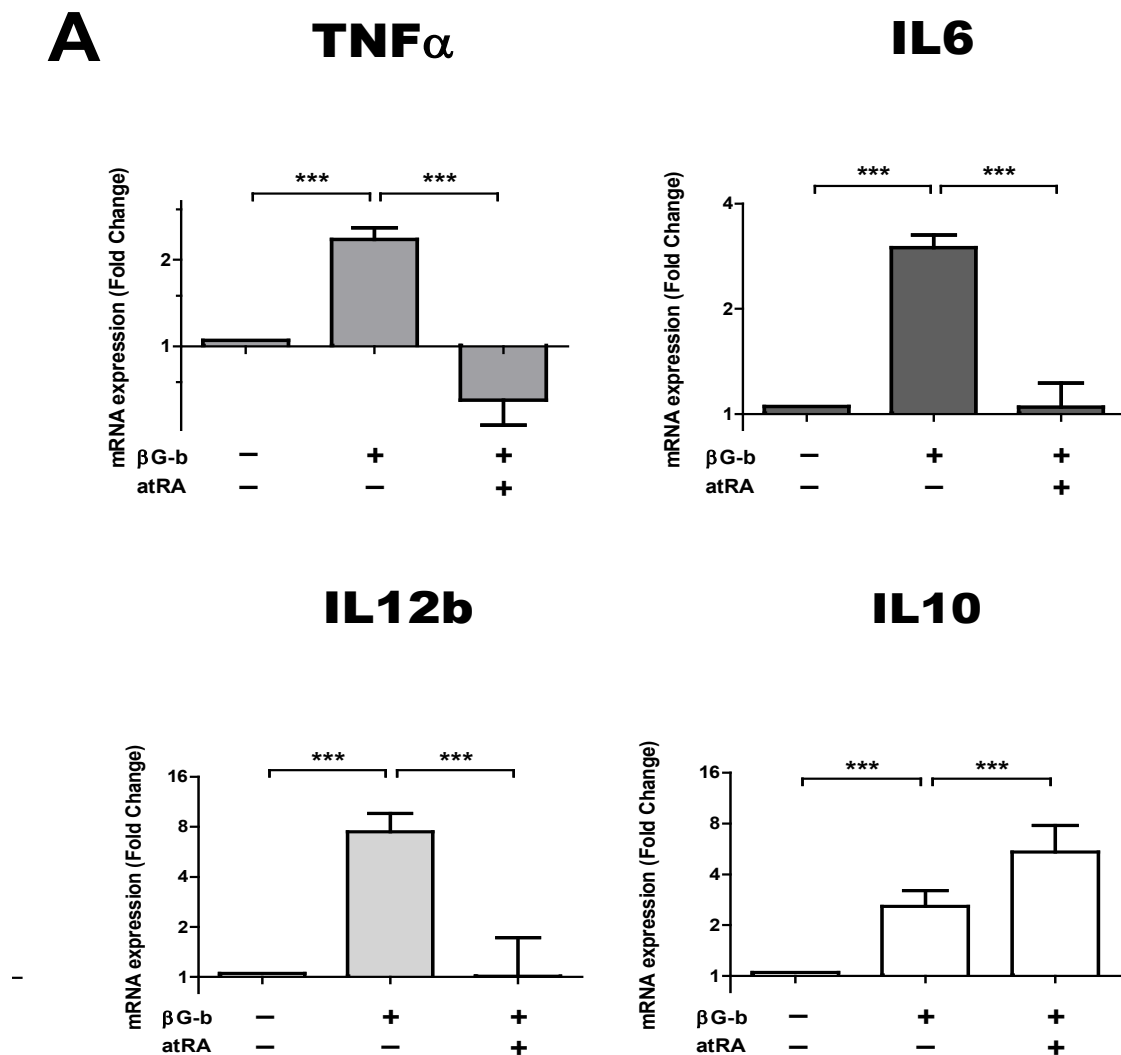 A
TNFα
mRNA expression (Fold Change)
*** ***
2
1
βG-b – + +
atRA – – +
IL6
mRNA expression (Fold Change)
*** ***
4
2
1
βG-b – + +
atRA – – +
IL12b
mRNA expression (Fold Change)
*** ***
16
8
4
2
1
βG-b – + +
atRA – – +
IL10
mRNA expression (Fold Change)
*** ***
16
8
4
2
1
βG-b – + +
atRA – – +
–